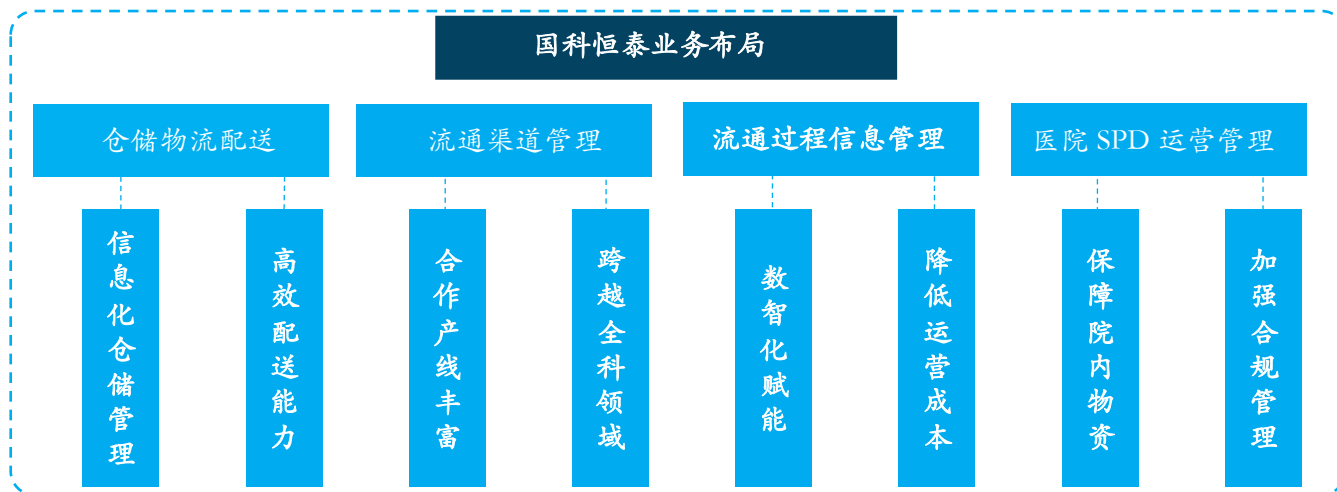 国科恒泰业务布局
仓储物流配送
流通渠道管理
流通过程信息管理
医院 SPD 运营管理
信息化仓储管理
高效配送能力
合作产线丰富
跨越全科领域
数智化赋能
降低运营成本
保障院内物资
加强合规管理